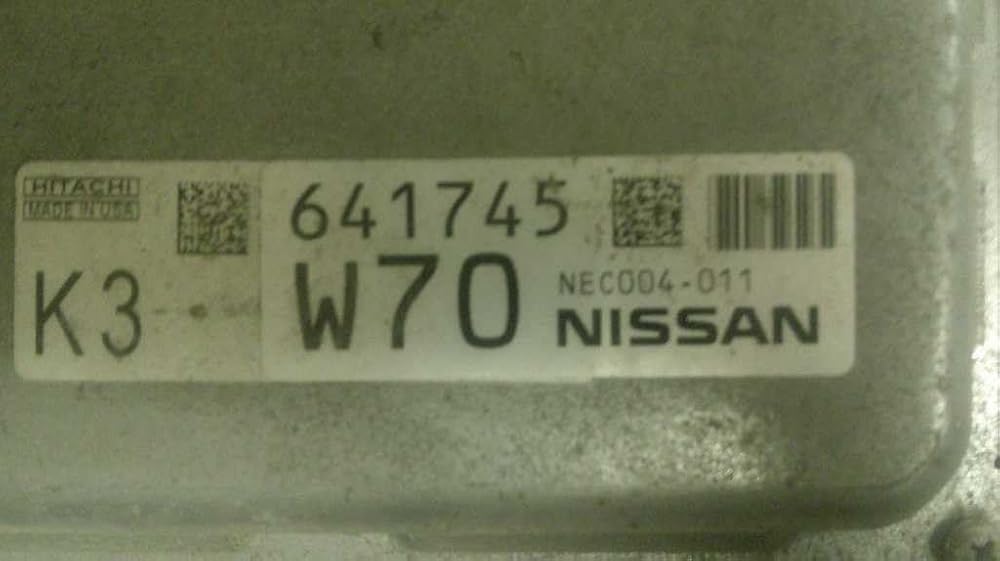 HITACHI
MADE IN USA
K3
641745
W70
NEC004-011
NISSAN